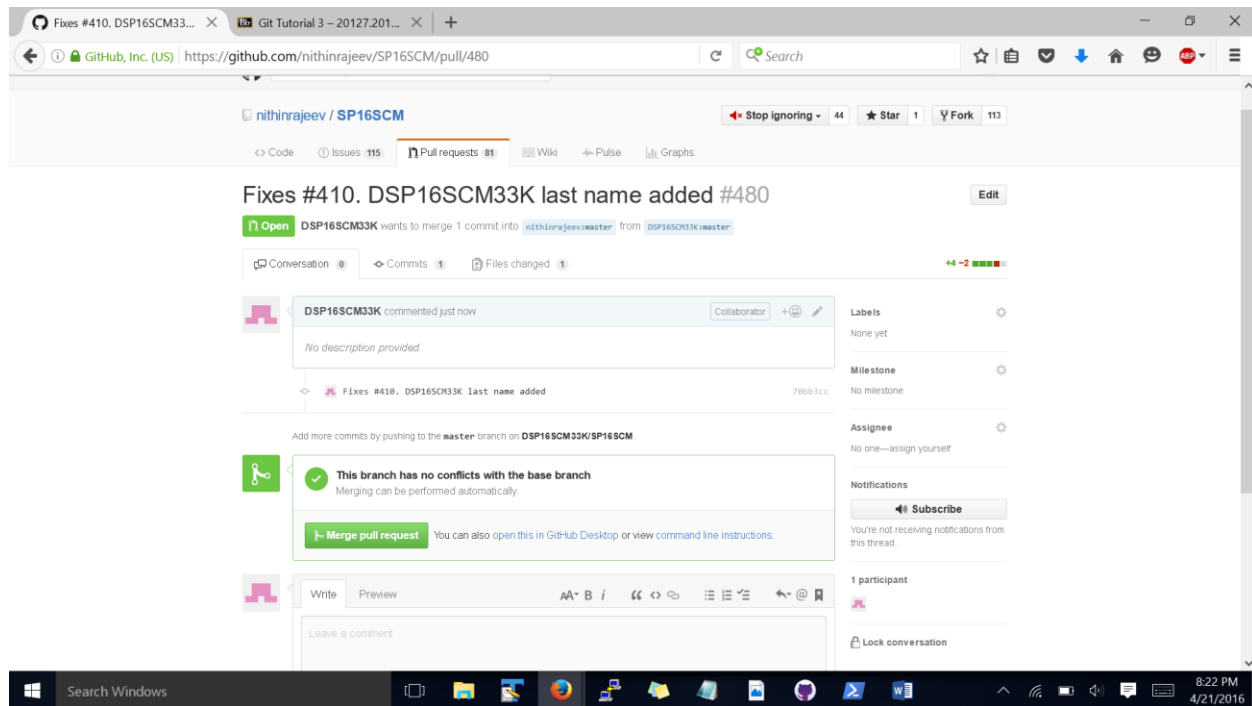 Fixes #410. DSP16SCM33... ×
Bb Git Tutorial 3 – 20127.201... × +
GitHub, Inc. (US) https://github.com/nithinrajeev/SP16SCM/pull/480
Search
ABP
nithinrajeev / SP16SCM
Stop ignoring 44 Star 1 Fork 113
Code Issues 115 Pull requests 81 Wiki Pulse Graphs
Fixes #410. DSP16SCM33K last name added #480
Edit
Open DSP16SCM33K wants to merge 1 commit into nithinrajeev:master from DSP16SCM33K:master
Conversation 0 Commits 1 Files changed 1
+4 −2
DSP16SCM33K commented just now
Collaborator
No description provided.
Fixes #410. DSP16SCM33K last name added 70bb3cc
Add more commits by pushing to the master branch on DSP16SCM33K/SP16SCM.
This branch has no conflicts with the base branch
Merging can be performed automatically.
Merge pull request You can also open this in GitHub Desktop or view command line instructions.
Write Preview
AA B i “ <> @
Leave a comment
Labels
None yet
Milestone
No milestone
Assignee
No one—assign yourself
Notifications
Subscribe
You're not receiving notifications from
this thread.
1 participant
Lock conversation
Search Windows
8:22 PM
4/21/2016